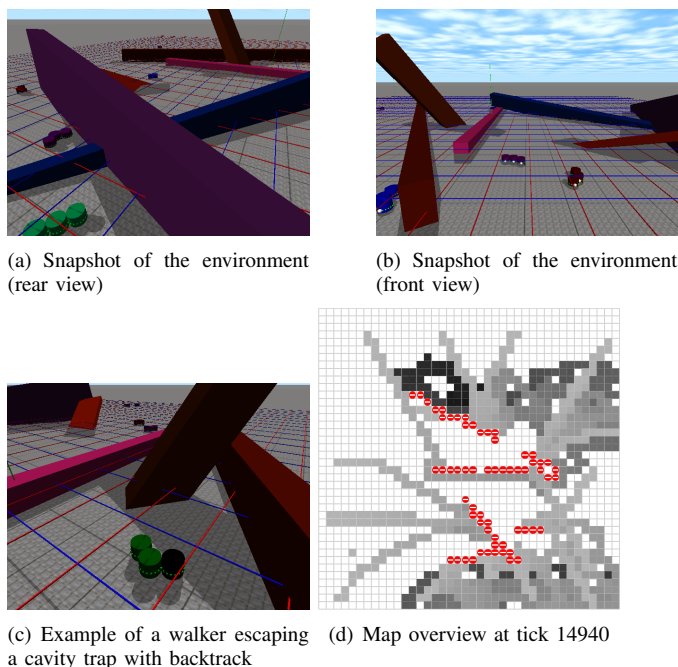 (a) Snapshot of the environment
(rear view)
(b) Snapshot of the environment
(front view)
(c) Example of a walker escaping
a cavity trap with backtrack
(d) Map overview at tick 14940